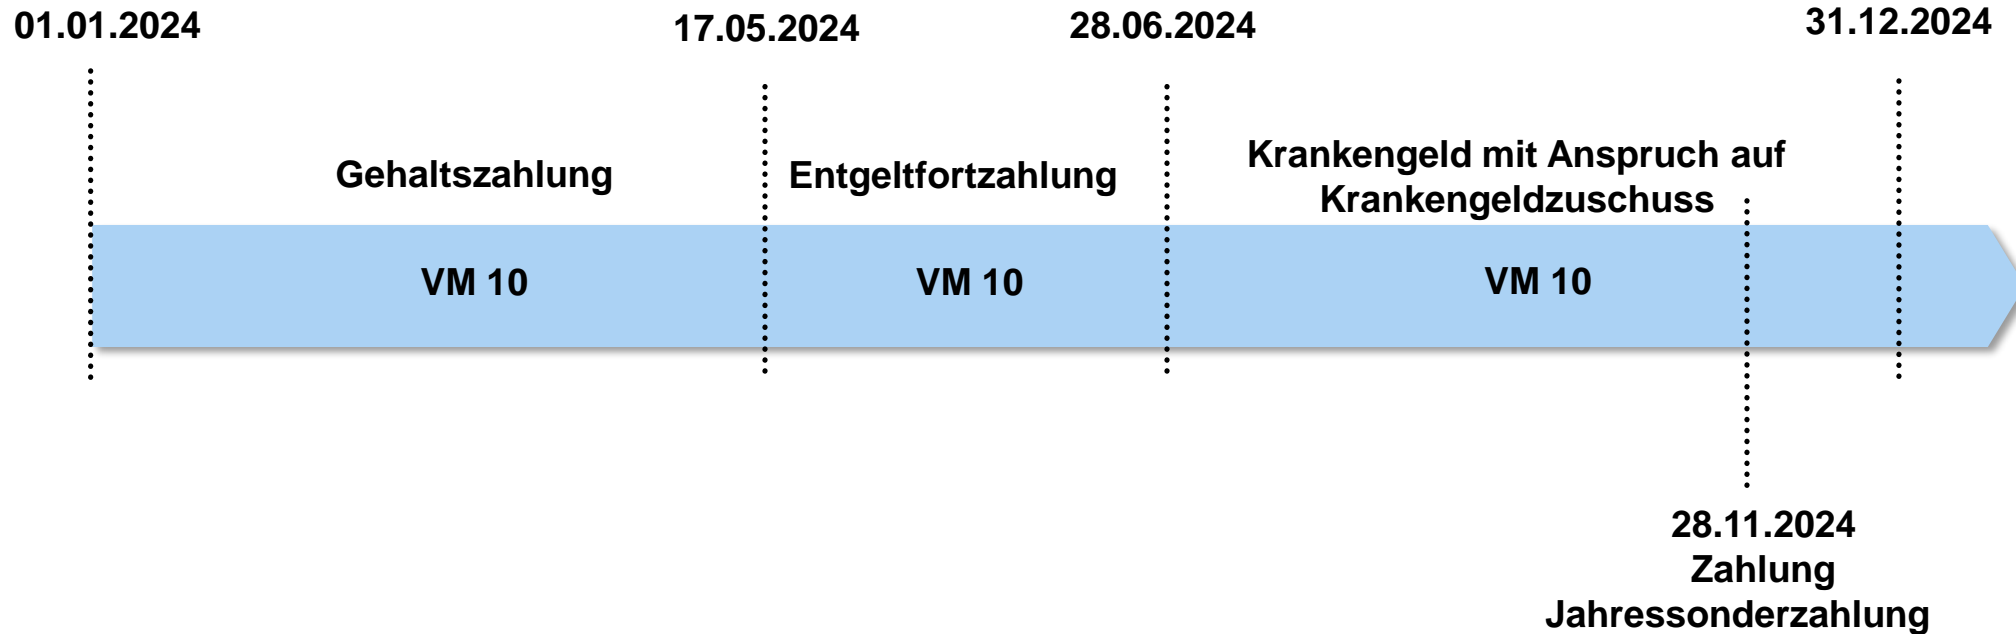 01.01.2024
17.05.2024
28.06.2024
31.12.2024
Gehaltszahlung
Entgeltfortzahlung
Krankengeld mit Anspruch auf
Krankengeldzuschuss
VM 10
VM 10
VM 10
28.11.2024
Zahlung
Jahressonderzahlung